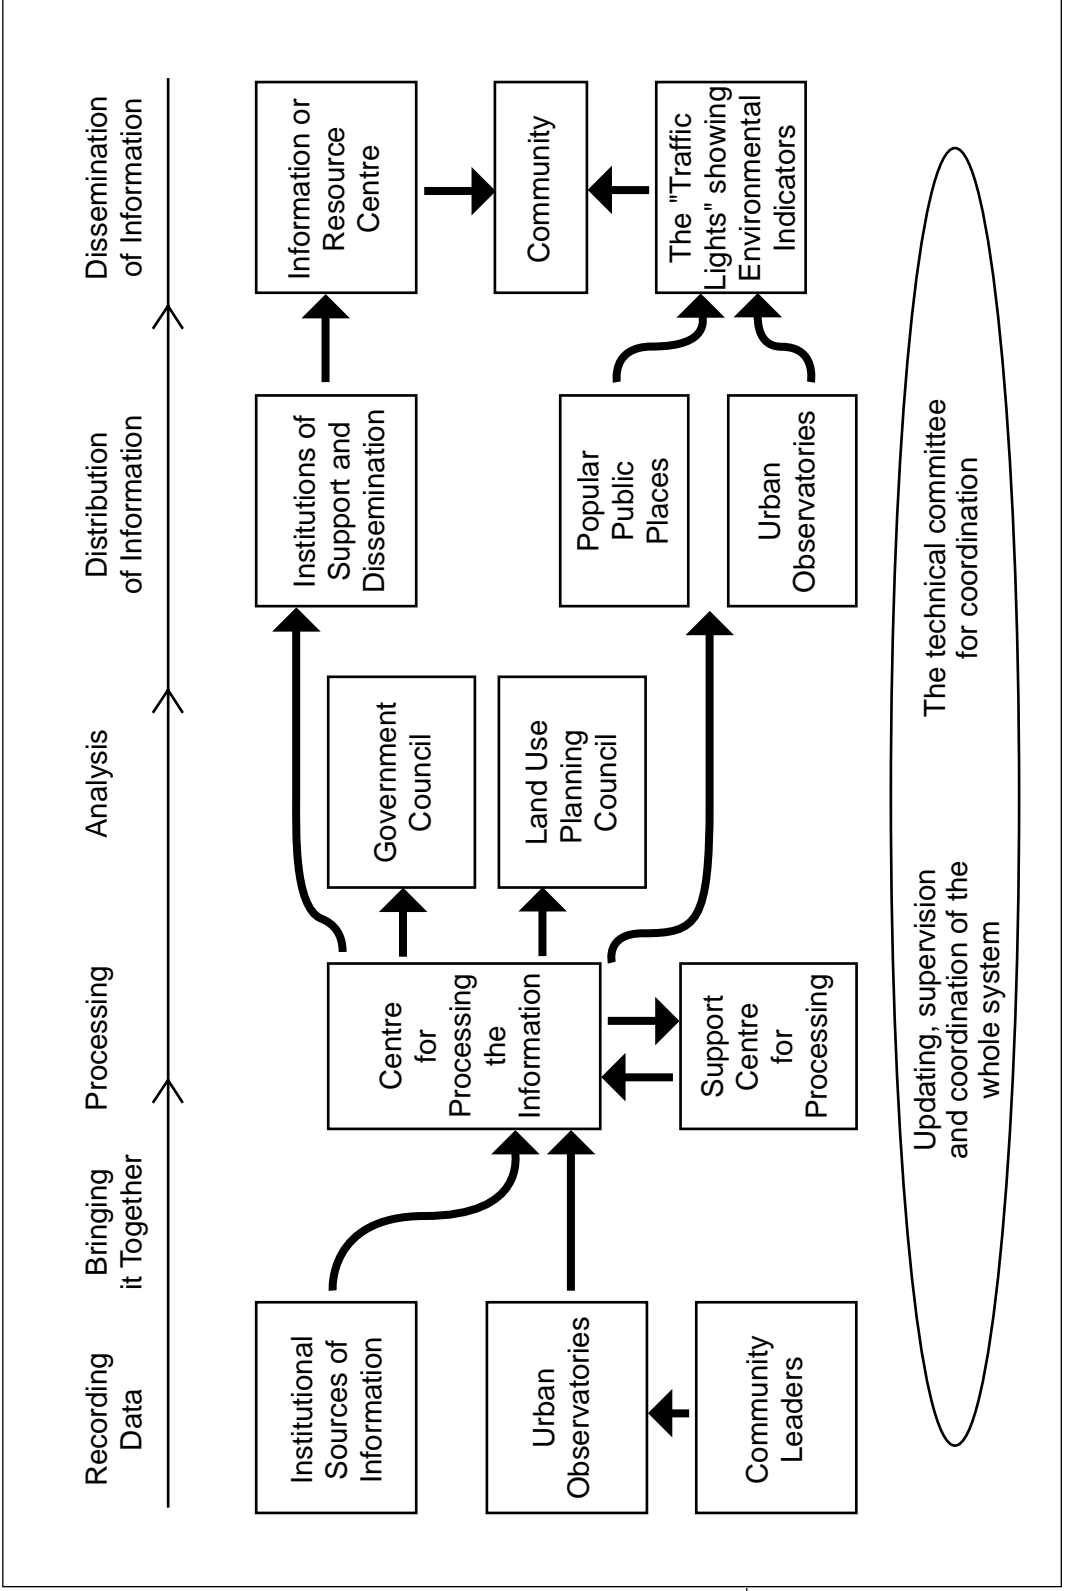 Recording
Data
Bringing
it Together
Processing
Analysis
Distribution
of Information
Dissemination
of Information
Institutional
Sources of
Information
Urban
Observatories
Community
Leaders
Centre
for
Processing
the
Information
Support
Centre
for
Processing
Government
Council
Land Use
Planning
Council
Institutions of
Support and
Dissemination
Popular
Public
Places
Urban
Observatories
Information or
Resource
Centre
Community
The "Traffic
Lights" showing
Environmental
Indicators
Updating, supervision
and coordination of the
whole system
The technical committee
for coordination